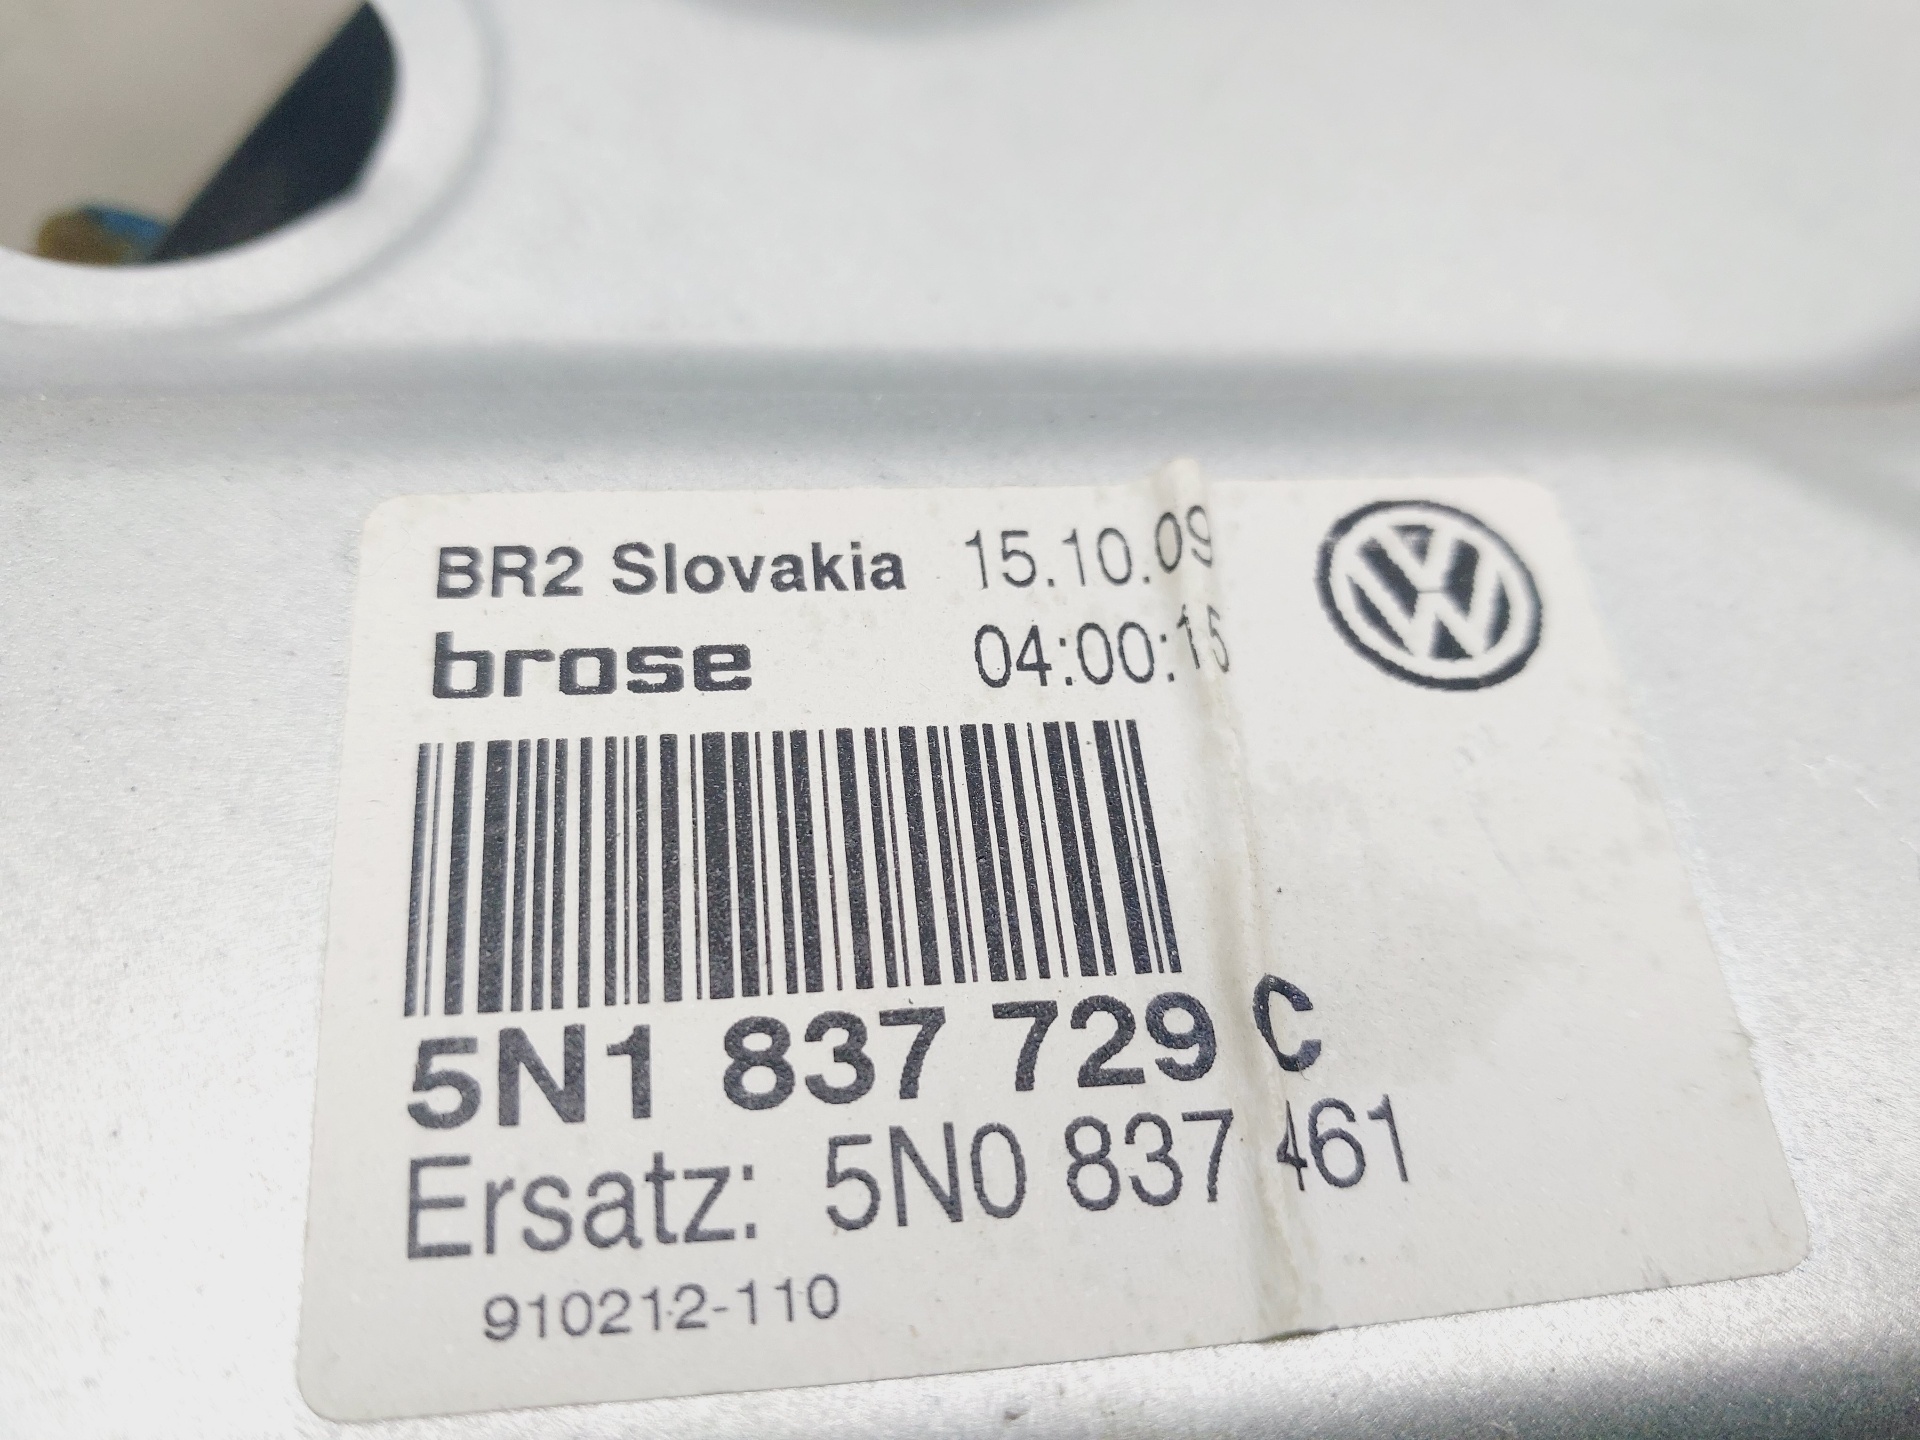 BR2 Slovakia 15.10.09
brose 04:00:15
5N1 837 729 C
Ersatz: 5N0 837 461
910212-110